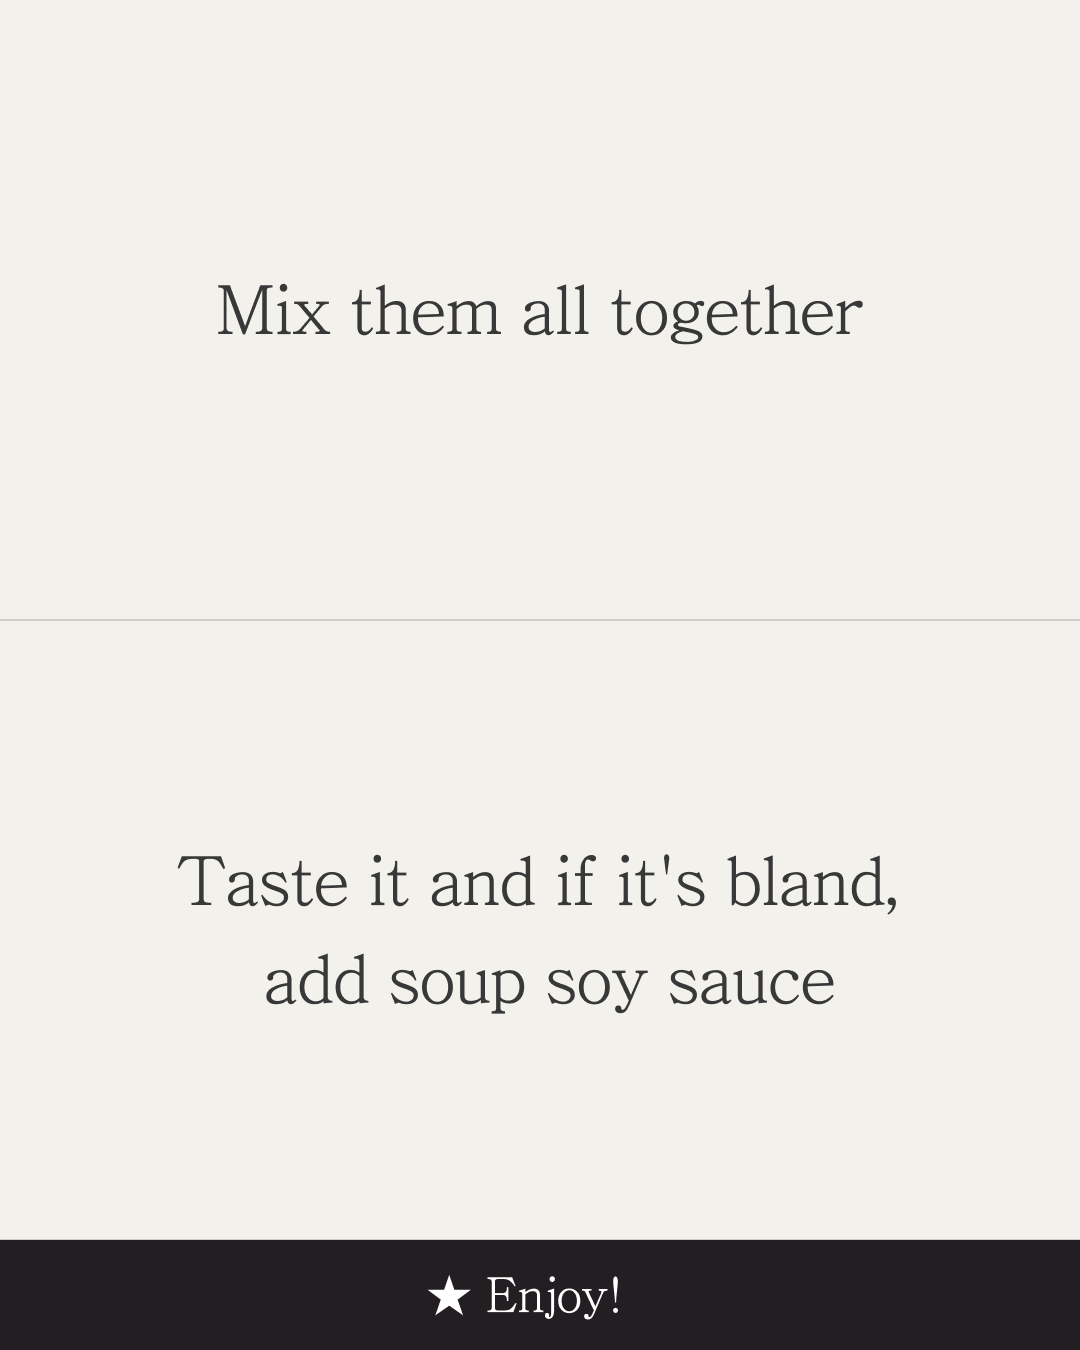 Mix them all together
Taste it and if it's bland,
add soup soy sauce
★ Enjoy!